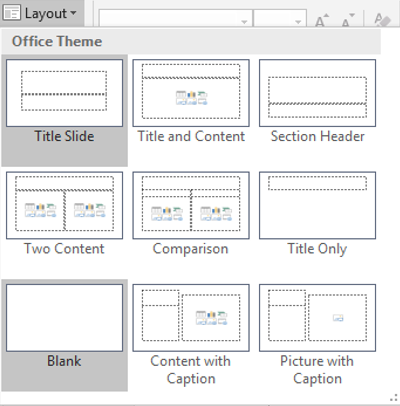 Layout
Office Theme
Title Slide
Title and Content
Section Header
Two Content
Comparison
Title Only
Blank
Content with
Caption
Picture with
Caption